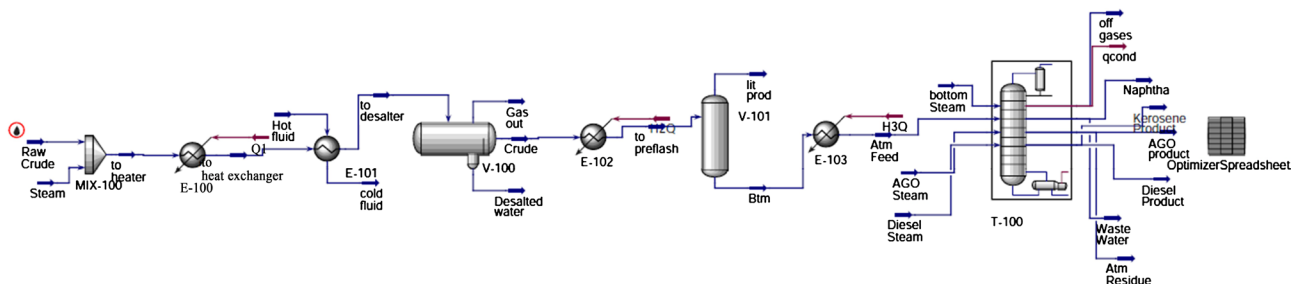 Raw
Crude
Steam
MIX-100
to
heater
E-100
Q1
to
heat exchanger
Hot
fluid
E-101
cold
fluid
to
desalter
Gas
out
V-100
Crude
Desalted
water
E-102
H2Q
to
preflash
lit
prod
V-101
Btm
E-103
H3Q
Atm
Feed
bottom
Steam
AGO
Steam
Diesel
Steam
T-100
off
gases
qcond
Naphtha
Kerosene
Product
AGO
product
Diesel
Product
Waste
Water
Atm
Residue
OptimizerSpreadsheet